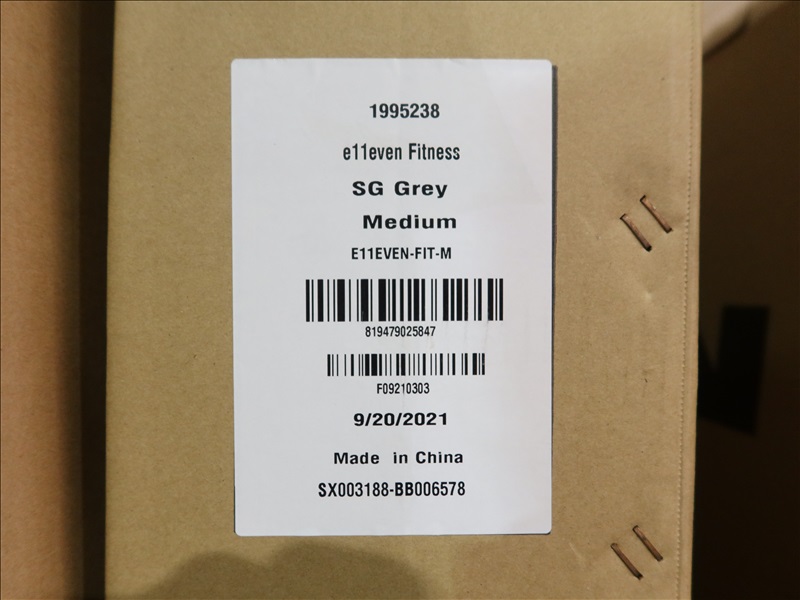 1995238
e11even Fitness
SG Grey
Medium
E11EVEN-FIT-M
819479025847
F09210303
9/20/2021
Made in China
SX003188-BB006578